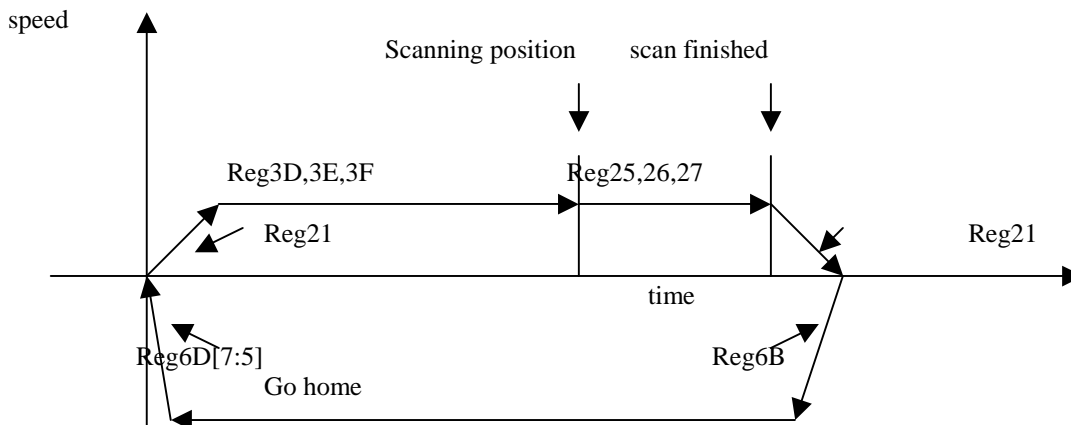 speed
Scanning position
scan finished
Reg3D,3E,3F
Reg25,26,27
Reg21
Reg21
time
Reg6D[7:5]
Reg6B
Go home